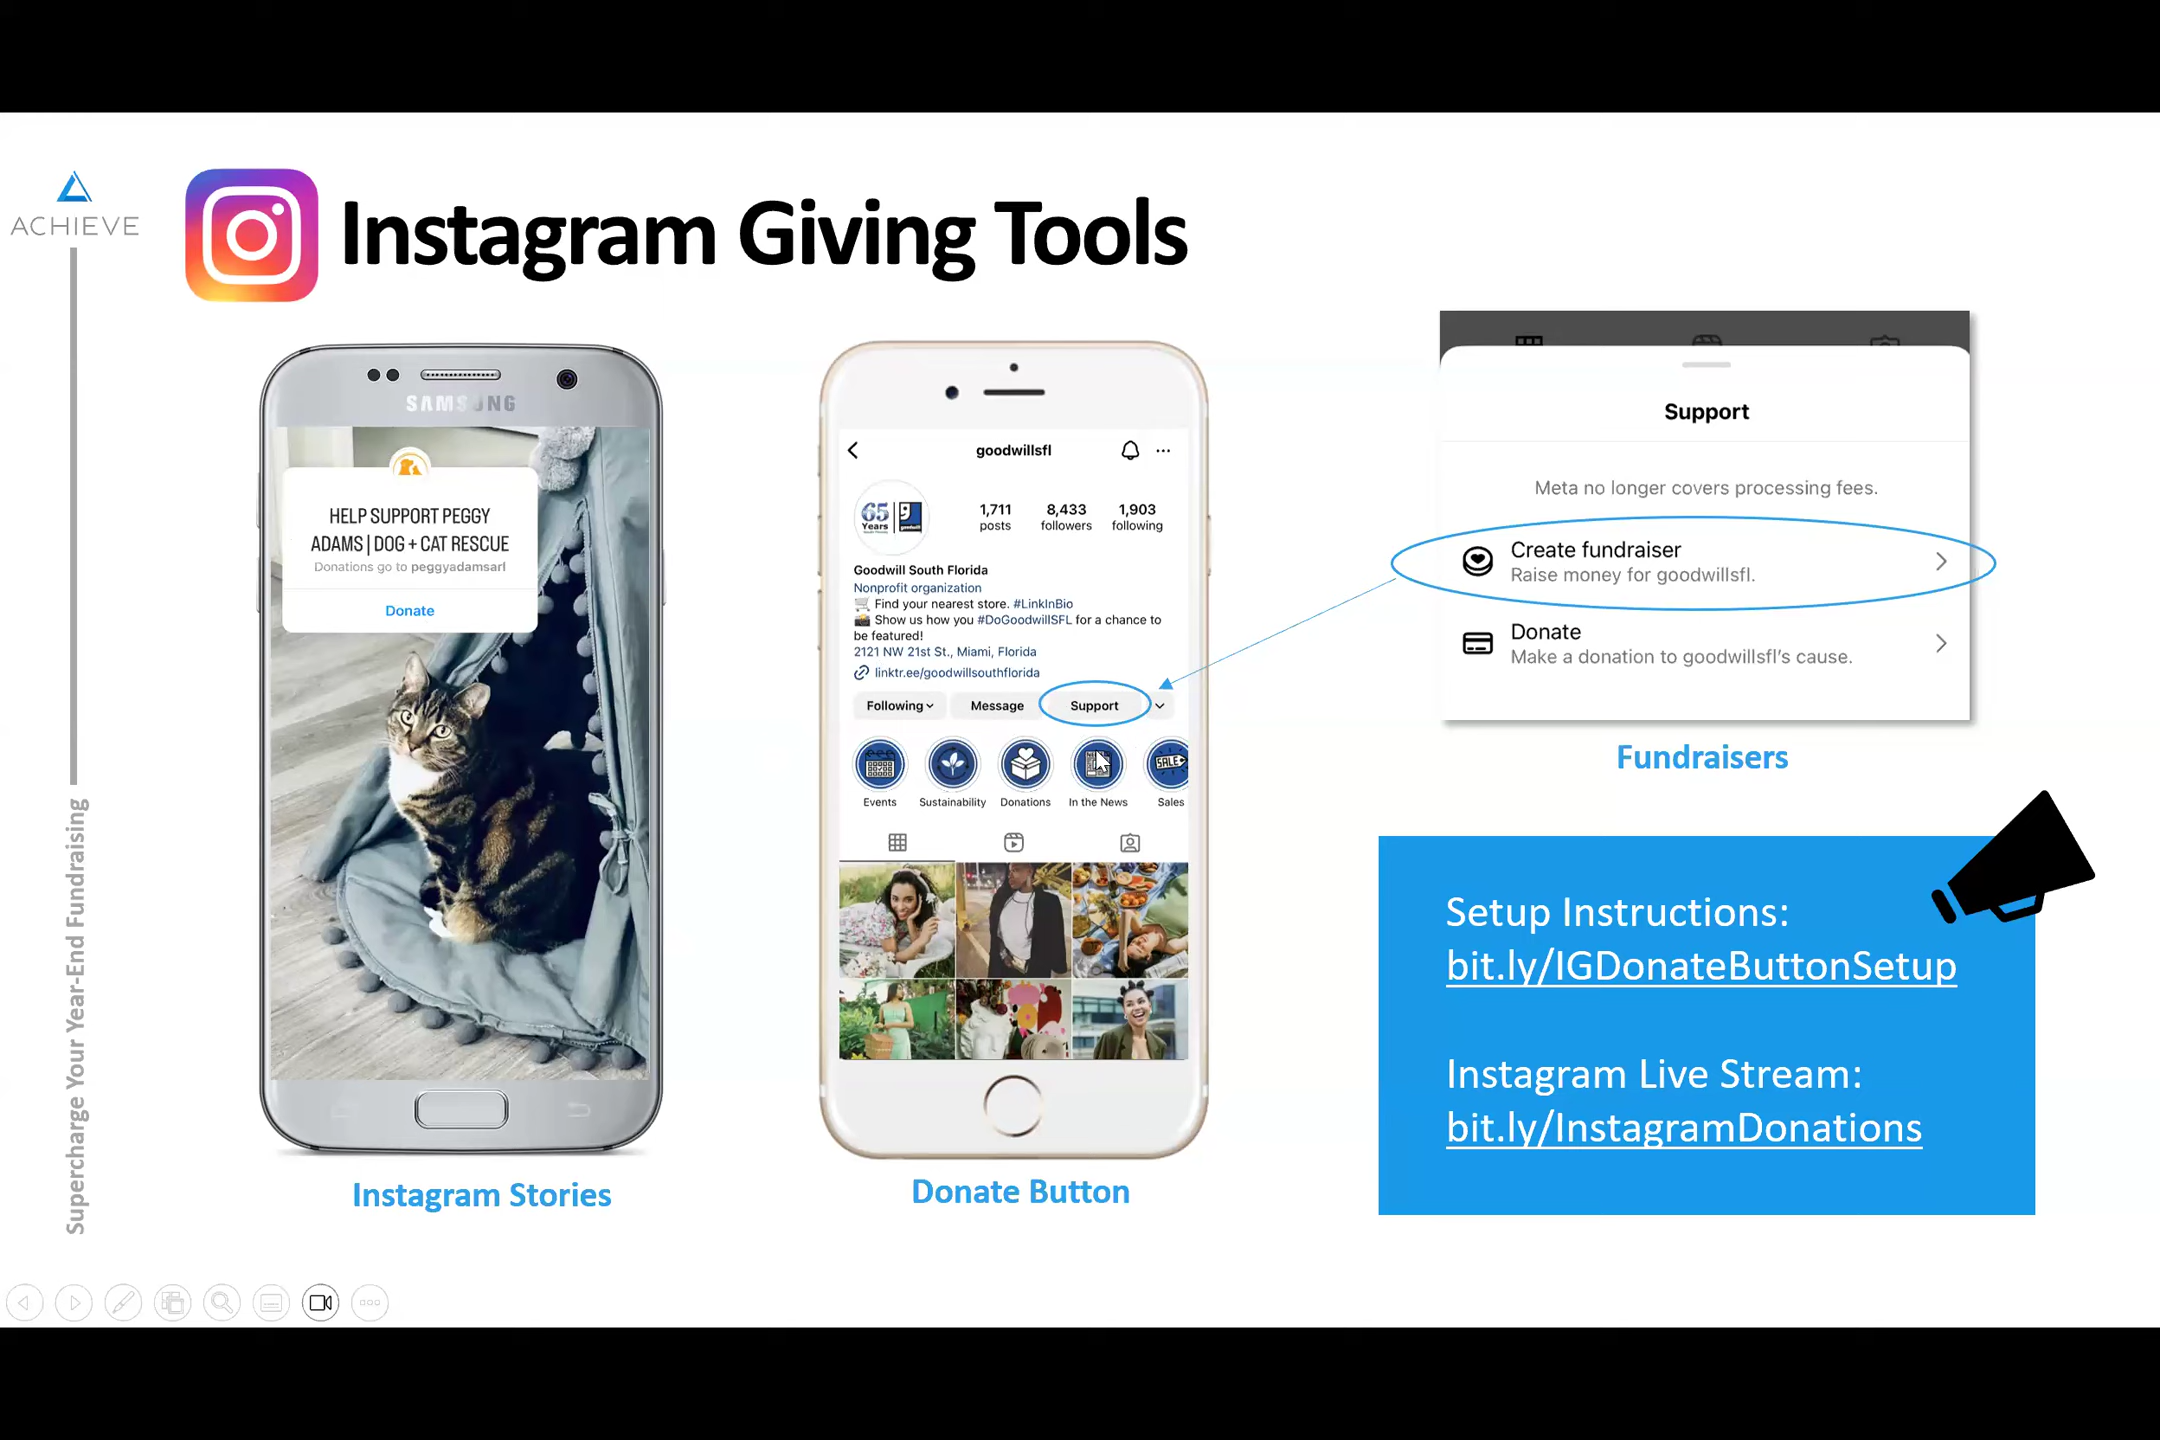 ACHIEVE
Instagram Giving Tools
Supercharge Your Year-End Fundraising
SAMSUNG
HELP SUPPORT PEGGY
ADAMS | DOG + CAT RESCUE
Donations go to peggyadamsarl
Donate
Instagram Stories
goodwillsfl
65
Years
goodwill
1,711
posts
8,433
followers
1,903
following
Goodwill South Florida
Nonprofit organization
Find your nearest store. #LinkInBio
Show us how you #DoGoodwillSFL for a chance to
be featured!
2121 NW 21st St., Miami, Florida
linktr.ee/goodwillsouthflorida
Following
Message
Support
SALE
Events
Sustainability
Donations
In the News
Sales
Donate Button
Support
Meta no longer covers processing fees.
Create fundraiser
Raise money for goodwillsfl.
Donate
Make a donation to goodwillsfl's cause.
Fundraisers
Setup Instructions:
bit.ly/IGDonateButtonSetup
Instagram Live Stream:
bit.ly/InstagramDonations